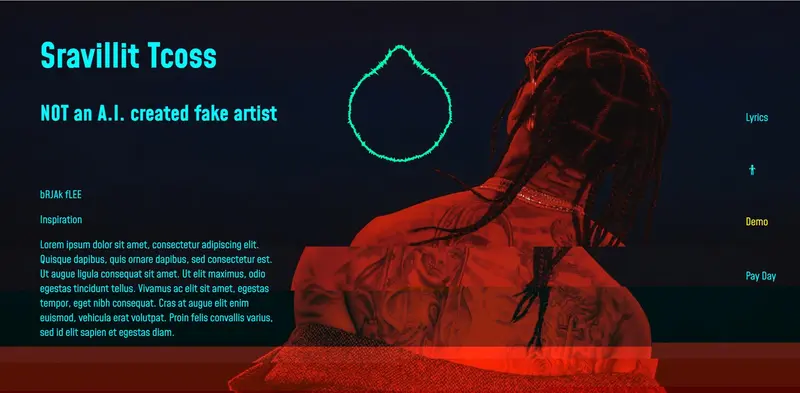 Sravillit Tcoss
NOT an A.I. created fake artist
bRJAk fLEE
Inspiration
Lorem ipsum dolor sit amet, consectetur adipiscing elit.
Quisque dapibus, quis ornare dapibus, sed consectetur est.
Ut augue ligula consequat sit amet. Ut elit maximus, odio
egestas tincidunt tellus. Vivamus ac elit sit amet, egestas
tempor, eget nibh consequat. Cras at augue elit enim
euismod, vehicula erat volutpat. Proin felis convallis varius,
sed id elit sapien et egestas diam.
Lyrics
Demo
Pay Day